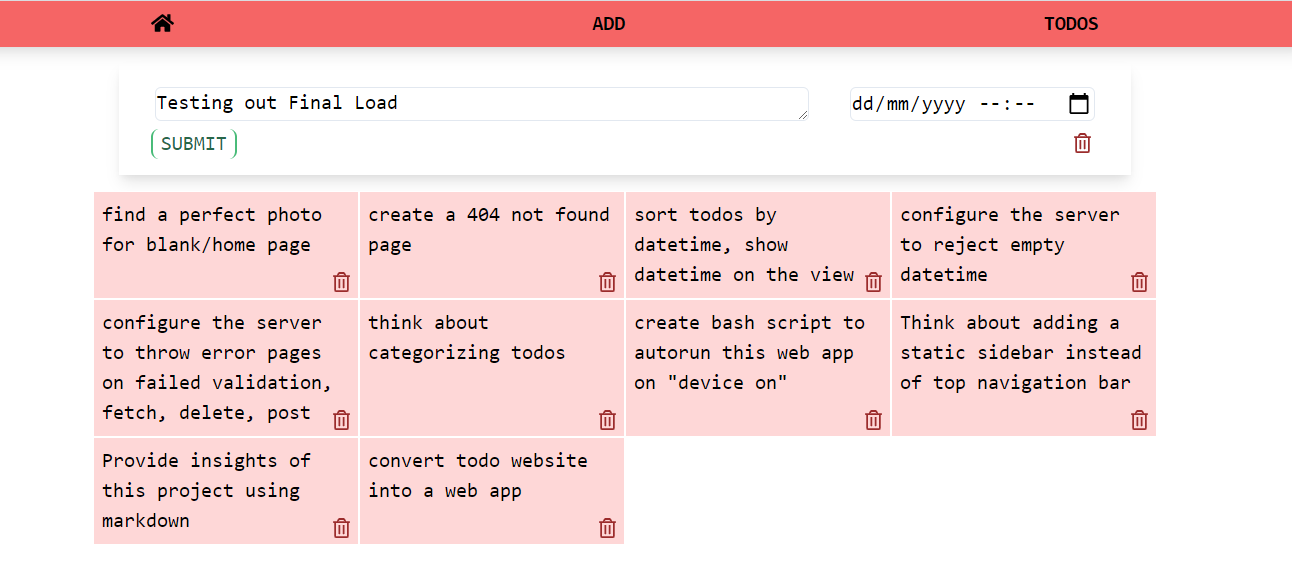 ADD
TODOS
Testing out Final Load
dd/mm/yyyy --:--
SUBMIT
find a perfect photo
for blank/home page
create a 404 not found
page
sort todos by
datetime, show
datetime on the view
configure the server
to reject empty
datetime
configure the server
to throw error pages
on failed validation,
fetch, delete, post
think about
categorizing todos
create bash script to
autorun this web app
on "device on"
Think about adding a
static sidebar instead
of top navigation bar
Provide insights of
this project using
markdown
convert todo website
into a web app